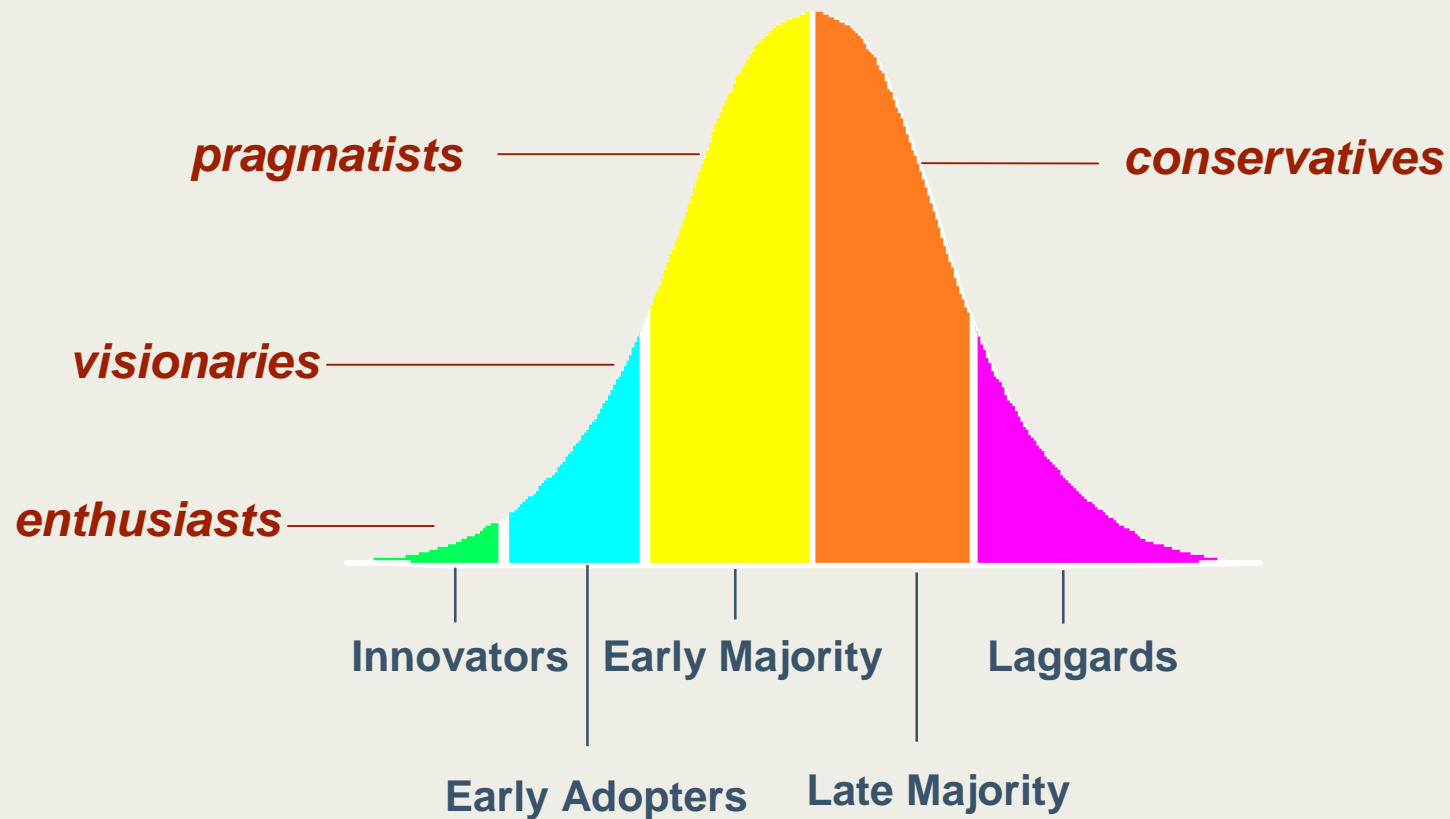 pragmatists
conservatives
visionaries
enthusiasts
Innovators
Early Majority
Laggards
Early Adopters
Late Majority